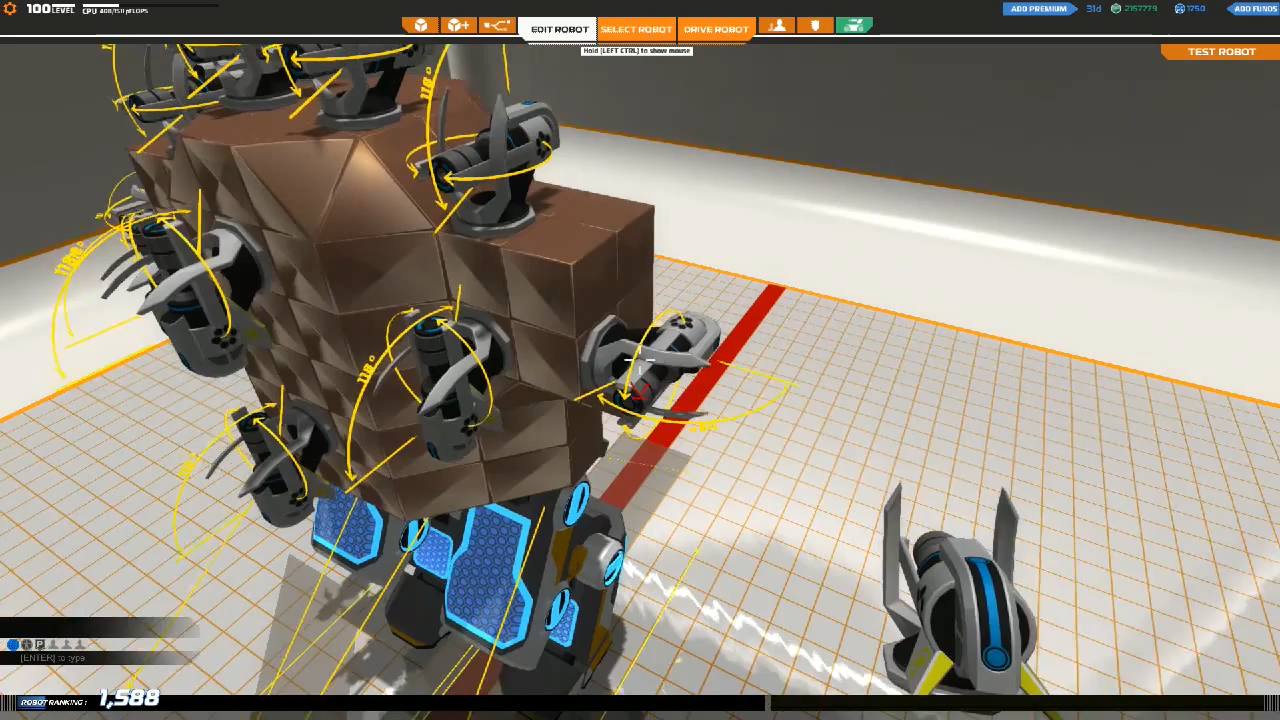 100 LEVEL
ADD PREMIUM
31d
2157779
1750
ADD FUNDS
EDIT ROBOT
SELECT ROBOT
DRIVE ROBOT
Hold [LEFT CTRL] to show mouse
TEST ROBOT
118°
118°
P
[ENTER] to type
ROBOT RANKING :
1,588